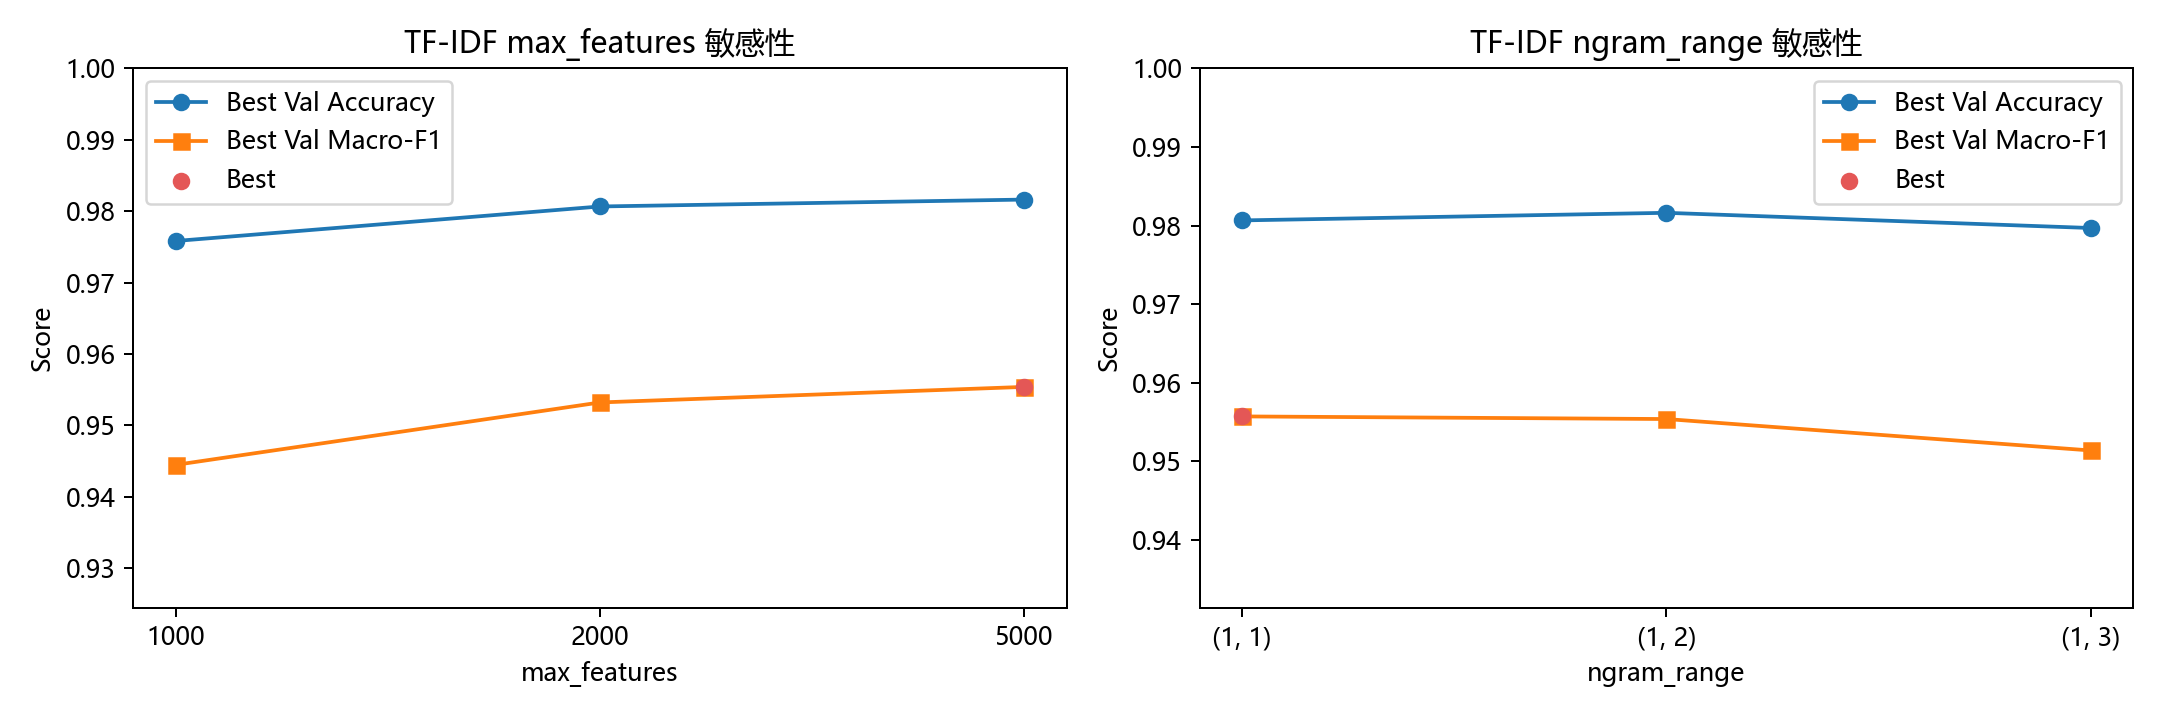 TF-IDF max_features 敏感性
Best Val Accuracy
Best Val Macro-F1
Best
Score
1.00
0.99
0.98
0.97
0.96
0.95
0.94
0.93
1000
2000
5000
max_features
TF-IDF ngram_range 敏感性
Best Val Accuracy
Best Val Macro-F1
Best
Score
1.00
0.99
0.98
0.97
0.96
0.95
0.94
(1, 1)
(1, 2)
(1, 3)
ngram_range